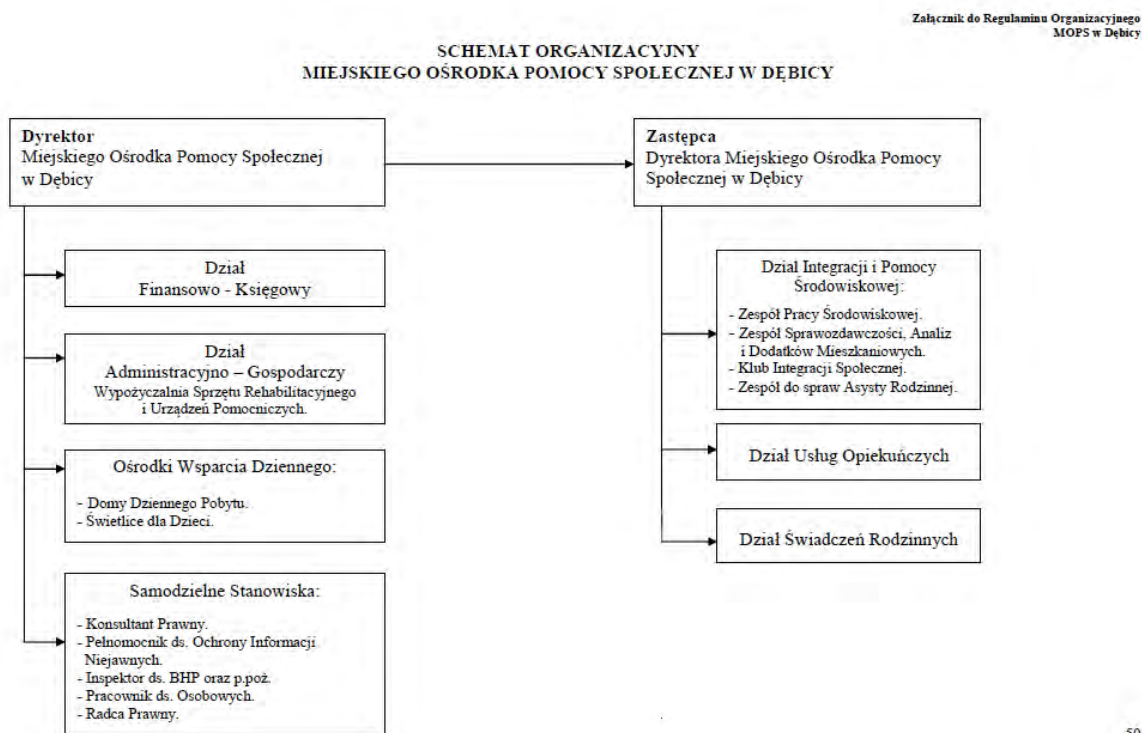 Załącznik do Regulaminu Organizacyjnego
MOPS w Dębicy
SCHEMAT ORGANIZACYJNY
MIEJSKIEGO OŚRODKA POMOCY SPOŁECZNEJ W DĘBICY
Dyrektor
Miejskiego Ośrodka Pomocy Społecznej
w Dębicy
Dział
Finansowo - Księgowy
Dział
Administracyjno – Gospodarczy
Wypożyczalnia Sprzętu Rehabilitacyjnego
i Urządzeń Pomocniczych.
Ośrodki Wsparcia Dziennego:
- Domy Dziennego Pobytu.
- Świetlice dla Dzieci.
Samodzielne Stanowiska:
- Konsultant Prawny.
- Pełnomocnik ds. Ochrony Informacji
Niejawnych.
- Inspektor ds. BHP oraz p.poż.
- Pracownik ds. Osobowych.
- Radca Prawny.
Zastępca
Dyrektora Miejskiego Ośrodka Pomocy
Społecznej w Dębicy
Dział Integracji i Pomocy
Środowiskowej:
- Zespół Pracy Środowiskowej.
- Zespół Sprawozdawczości, Analiz
i Dodatków Mieszkaniowych.
- Klub Integracji Społecznej.
- Zespół do spraw Asysty Rodzinnej.
Dział Usług Opiekuńczych
Dział Świadczeń Rodzinnych